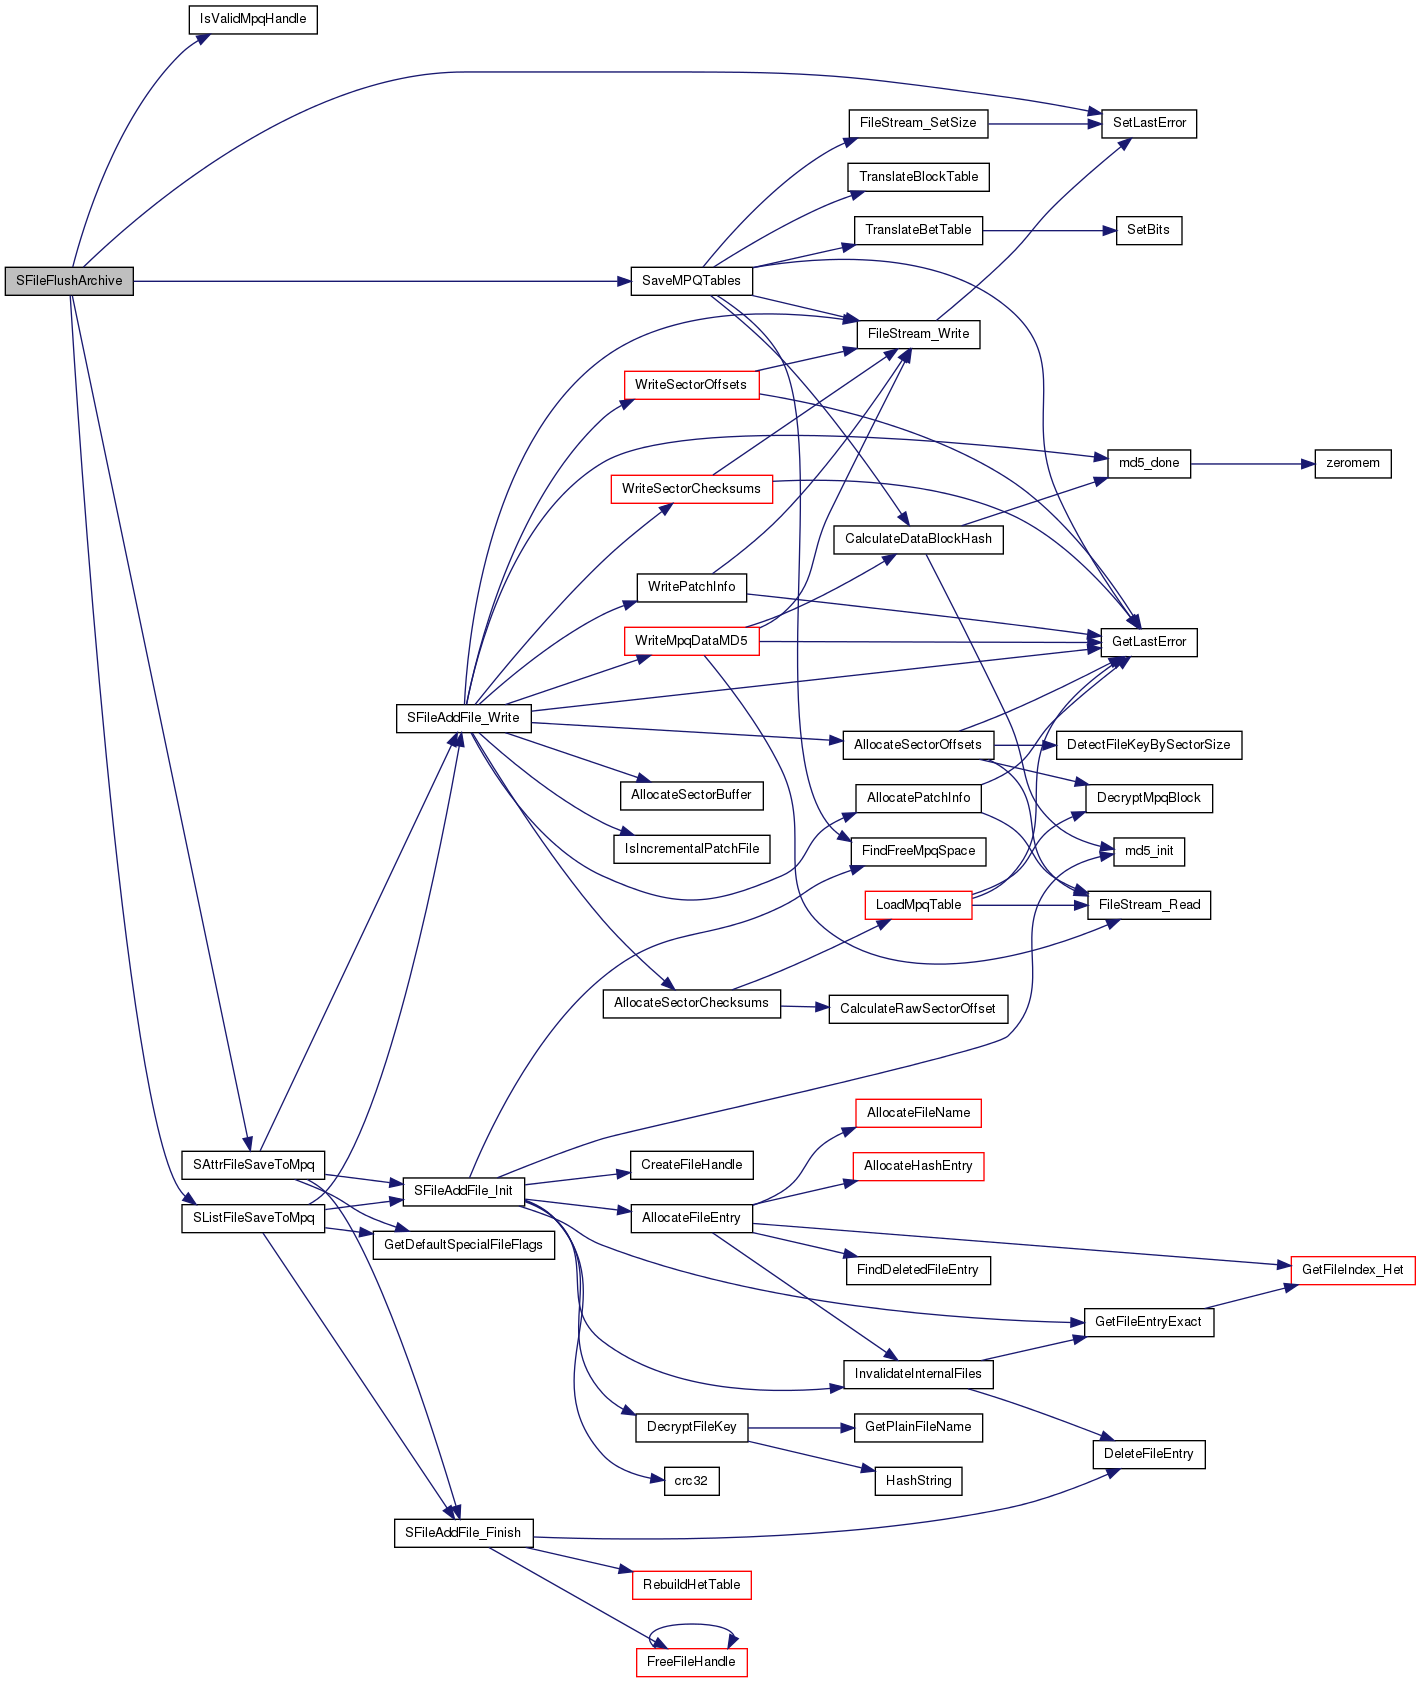 IsValidMpqHandle
FileStream_SetSize
SetLastError
TranslateBlockTable
TranslateBetTable
SetBits
SFileFlushArchive
SaveMPQTables
FileStream_Write
WriteSectorOffsets
md5_done
zeromem
WriteSectorChecksums
CalculateDataBlockHash
WritePatchInfo
WriteMpqDataMD5
GetLastError
SFileAddFile_Write
AllocateSectorOffsets
DetectFileKeyBySectorSize
AllocateSectorBuffer
AllocatePatchInfo
DecryptMpqBlock
IsIncrementalPatchFile
FindFreeMpqSpace
md5_init
LoadMpqTable
FileStream_Read
AllocateSectorChecksums
CalculateRawSectorOffset
AllocateFileName
SAttrFileSaveToMpq
CreateFileHandle
AllocateHashEntry
SFileAddFile_Init
SListFileSaveToMpq
AllocateFileEntry
GetDefaultSpecialFileFlags
FindDeletedFileEntry
GetFileIndex_Het
GetFileEntryExact
InvalidateInternalFiles
DecryptFileKey
GetPlainFileName
DeleteFileEntry
crc32
HashString
SFileAddFile_Finish
RebuildHetTable
FreeFileHandle